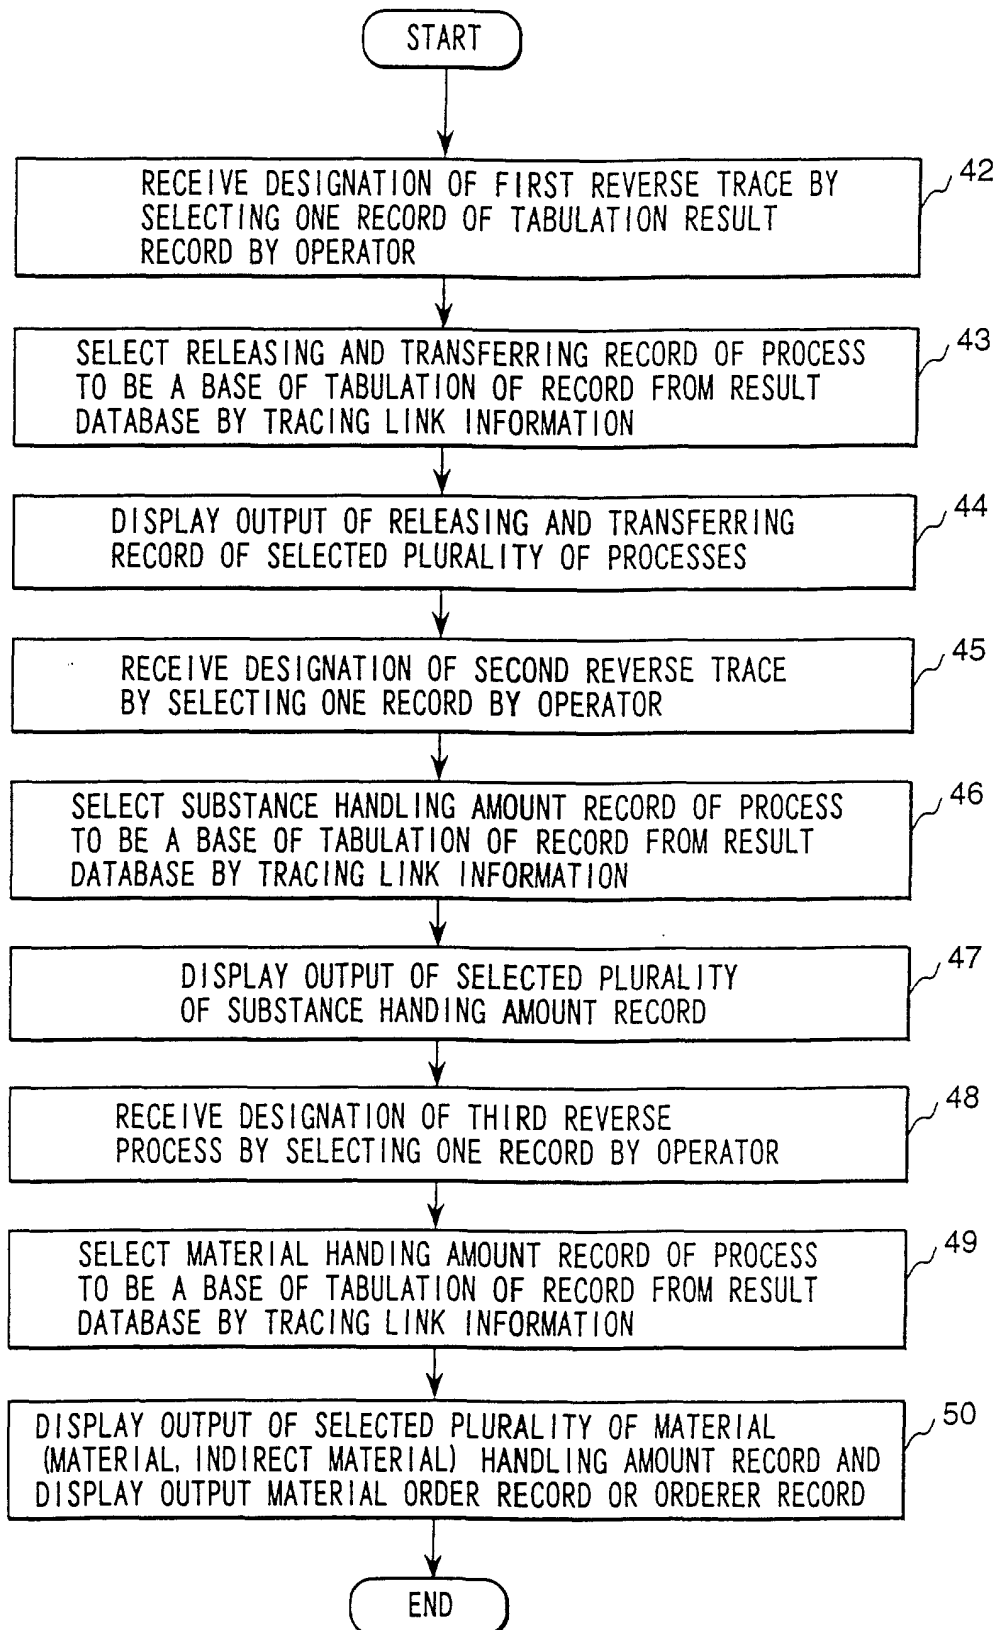 START
RECEIVE DESIGNATION OF FIRST REVERSE TRACE BY
SELECTING ONE RECORD OF TABULATION RESULT
RECORD BY OPERATOR
42
SELECT RELEASING AND TRANSFERRING RECORD OF PROCESS
TO BE A BASE OF TABULATION OF RECORD FROM RESULT
DATABASE BY TRACING LINK INFORMATION
43
DISPLAY OUTPUT OF RELEASING AND TRANSFERRING
RECORD OF SELECTED PLURALITY OF PROCESSES
44
RECEIVE DESIGNATION OF SECOND REVERSE TRACE
BY SELECTING ONE RECORD BY OPERATOR
45
SELECT SUBSTANCE HANDLING AMOUNT RECORD OF PROCESS
TO BE A BASE OF TABULATION OF RECORD FROM RESULT
DATABASE BY TRACING LINK INFORMATION
46
DISPLAY OUTPUT OF SELECTED PLURALITY
OF SUBSTANCE HANDING AMOUNT RECORD
47
RECEIVE DESIGNATION OF THIRD REVERSE
PROCESS BY SELECTING ONE RECORD BY OPERATOR
48
SELECT MATERIAL HANDING AMOUNT RECORD OF PROCESS
TO BE A BASE OF TABULATION OF RECORD FROM RESULT
DATABASE BY TRACING LINK INFORMATION
49
DISPLAY OUTPUT OF SELECTED PLURALITY OF MATERIAL
(MATERIAL, INDIRECT MATERIAL) HANDLING AMOUNT RECORD AND
DISPLAY OUTPUT MATERIAL ORDER RECORD OR ORDERER RECORD
50
END